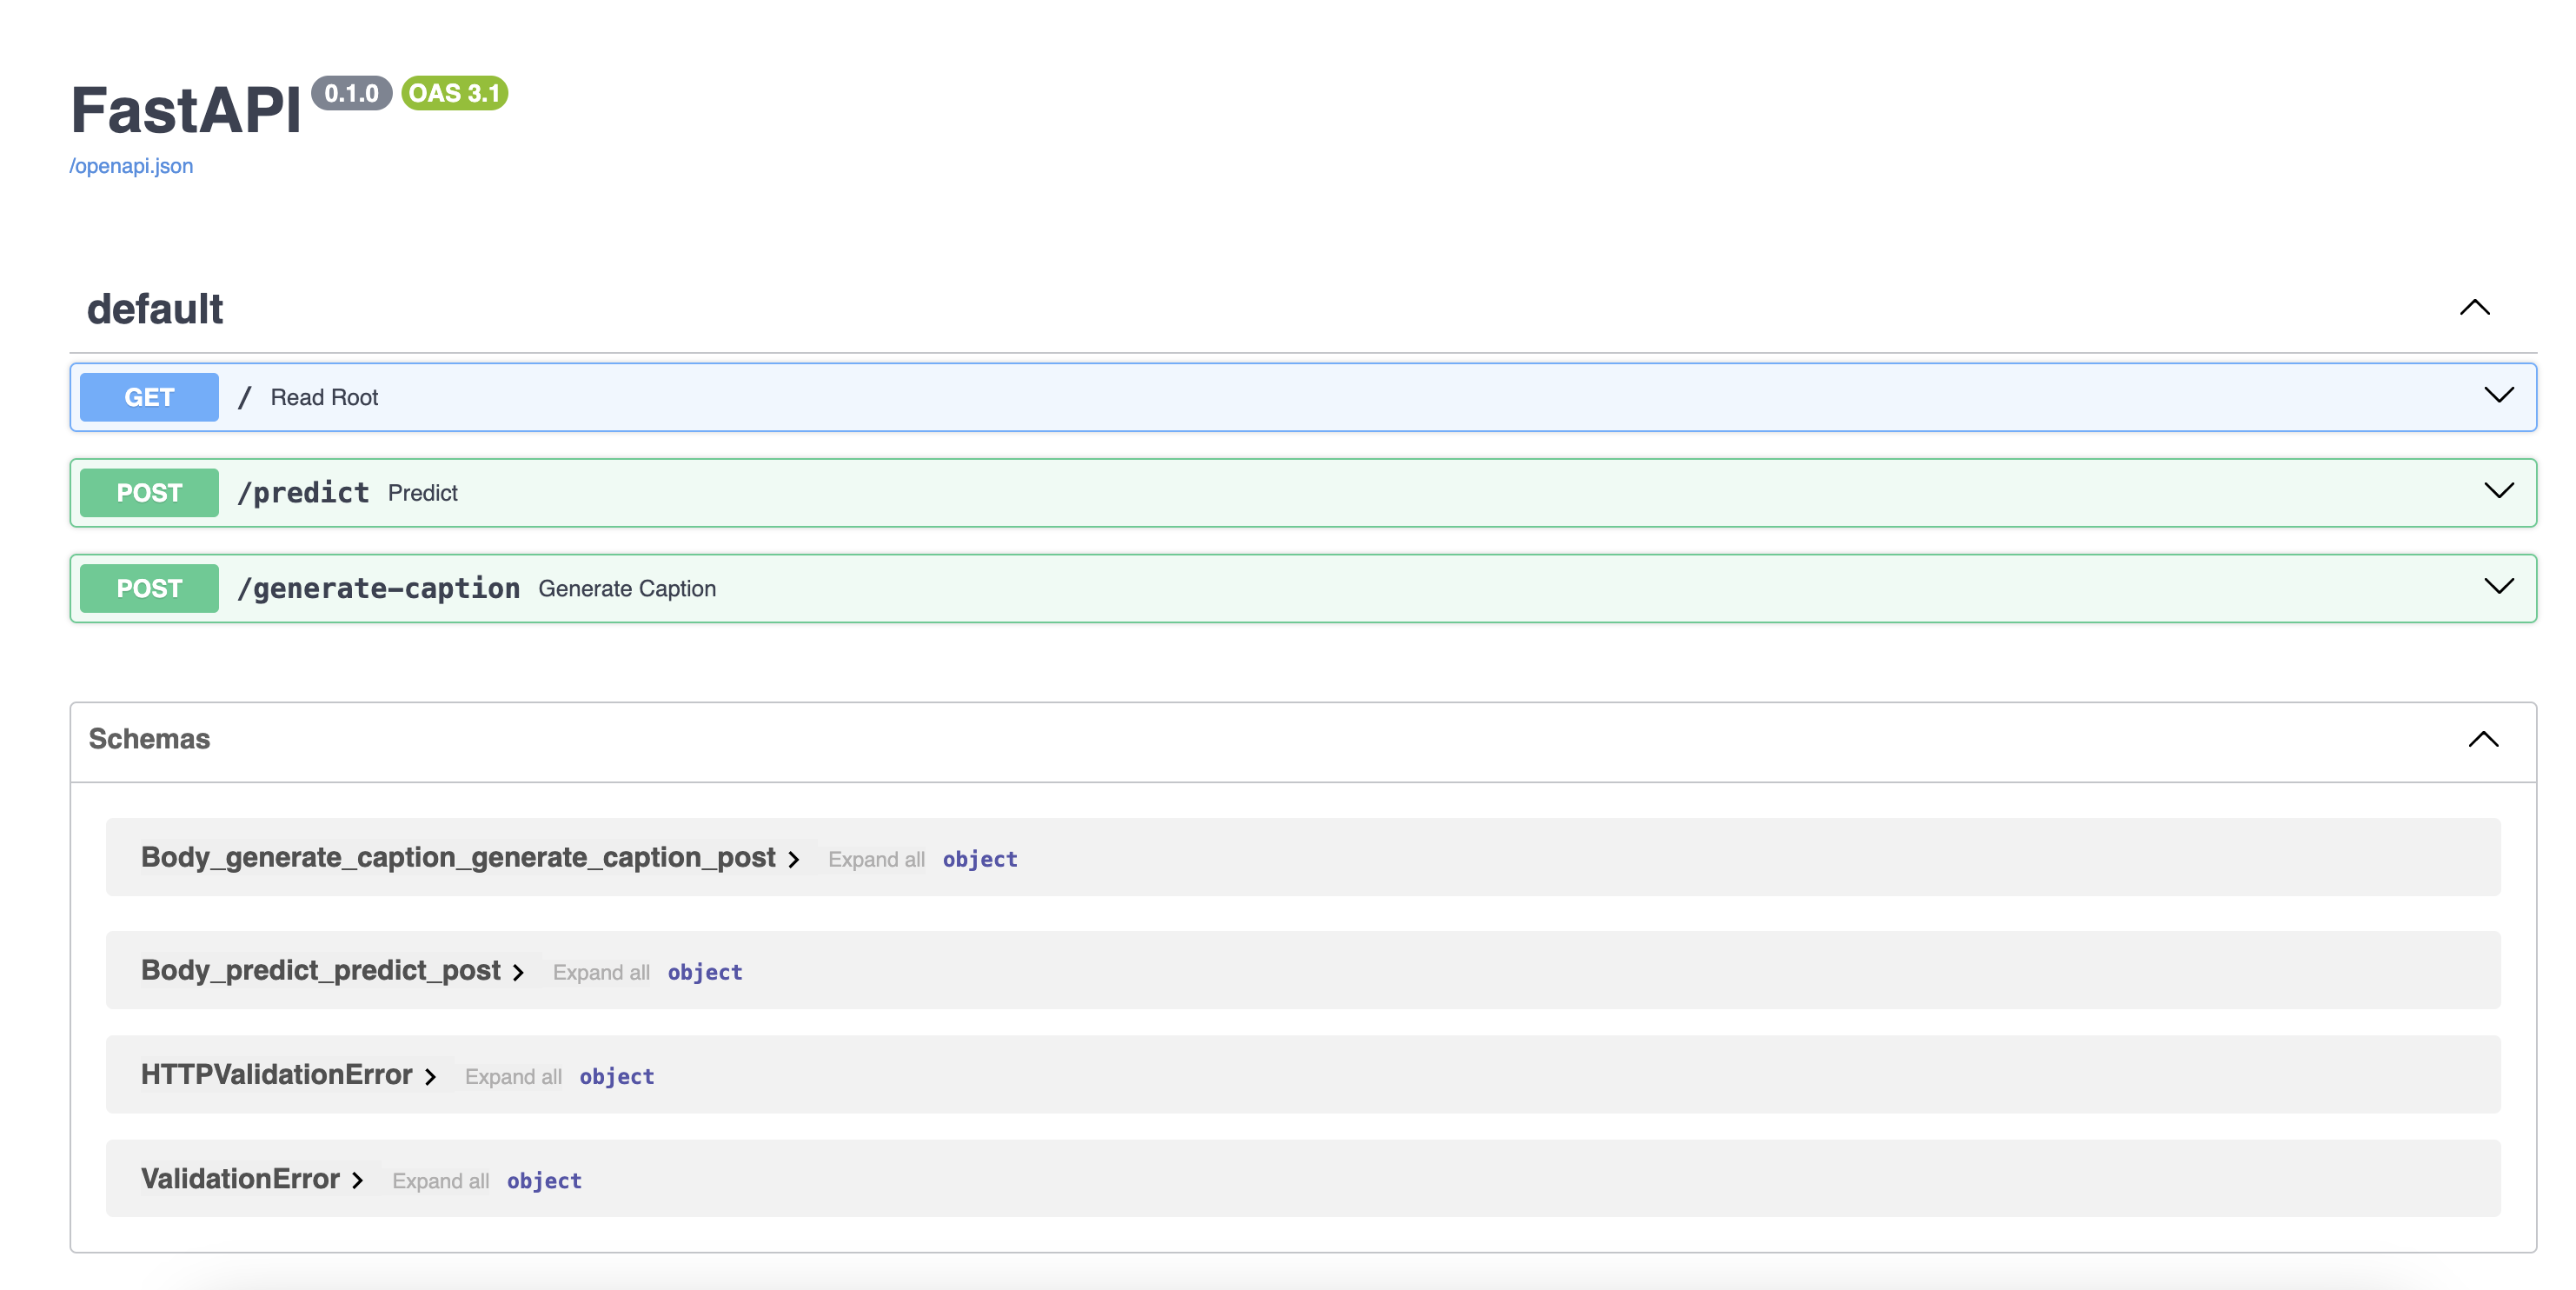 FastAPI 0.1.0 OAS 3.1
/openapi.json
default
GET / Read Root
POST /predict Predict
POST /generate-caption Generate Caption
Schemas
Body_generate_caption_generate_caption_post Expand all object
Body_predict_predict_post Expand all object
HTTPValidationError Expand all object
ValidationError Expand all object